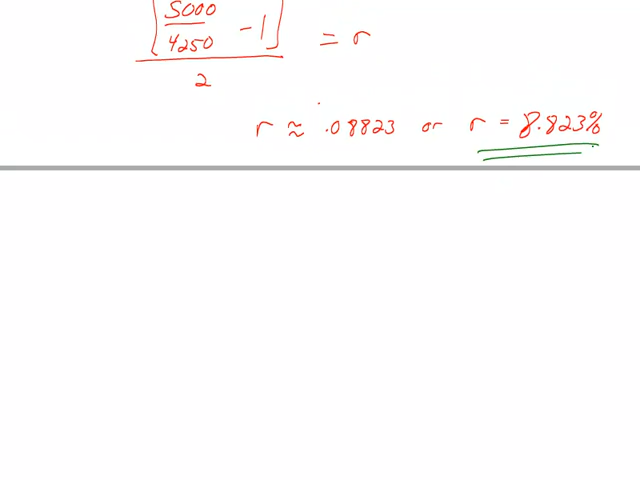 [5000/4250 - 1]/2 = r
r ≈ .08823 or r = 8.823%